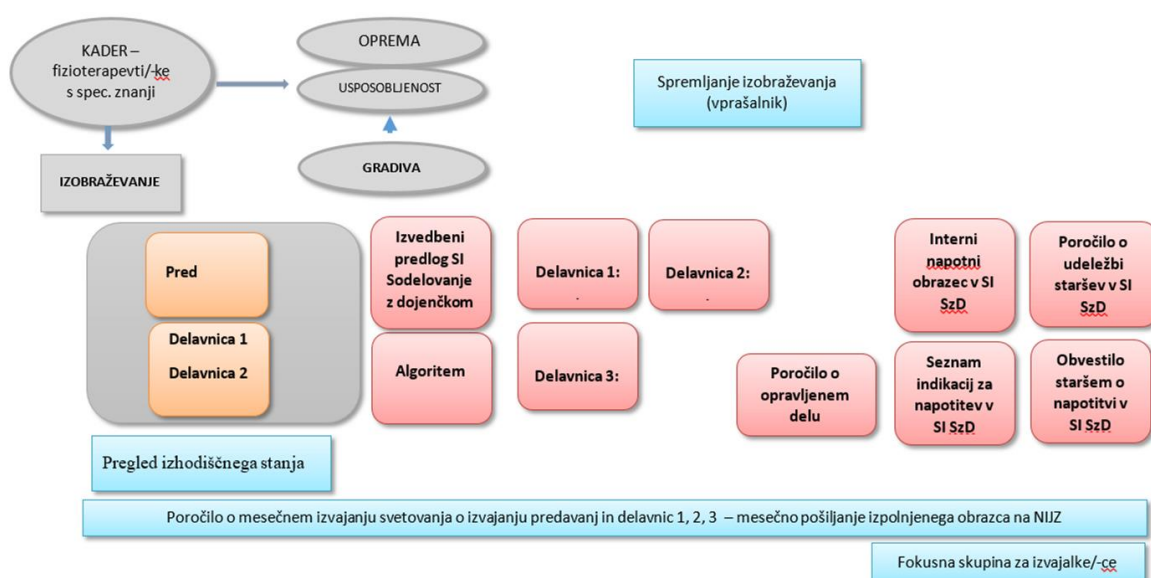 KADER –
fizioterapevti/-ke
s spec. znanji
OPREMA
USPOSOBLJENOST
GRADIVA
IZOBRAŽEVANJE
Spremljanje izobraževanja
(vprašalnik)
Pred
Delavnica 1
Delavnica 2
Izvedbeni
predlog SI
Sodelovanje
z dojenčkom
Algoritem
Delavnica 1:
.
Delavnica 2:
.
Delavnica 3:
Poročilo o
opravljenem
delu
Interni
napotni
obrazec v SI
SzD
Poročilo o
udeležbi
staršev v SI
SzD
Seznam
indikacij za
napotitev v
SI SzD
Obvestilo
staršem o
napotitvi v
SI SzD
Pregled izhodiščnega stanja
Poročilo o mesečnem izvajanju svetovanja o izvajanju predavanj in delavnic 1, 2, 3 – mesečno pošiljanje izpolnjenega obrazca na NIJZ
Fokusna skupina za izvajalke/-ce